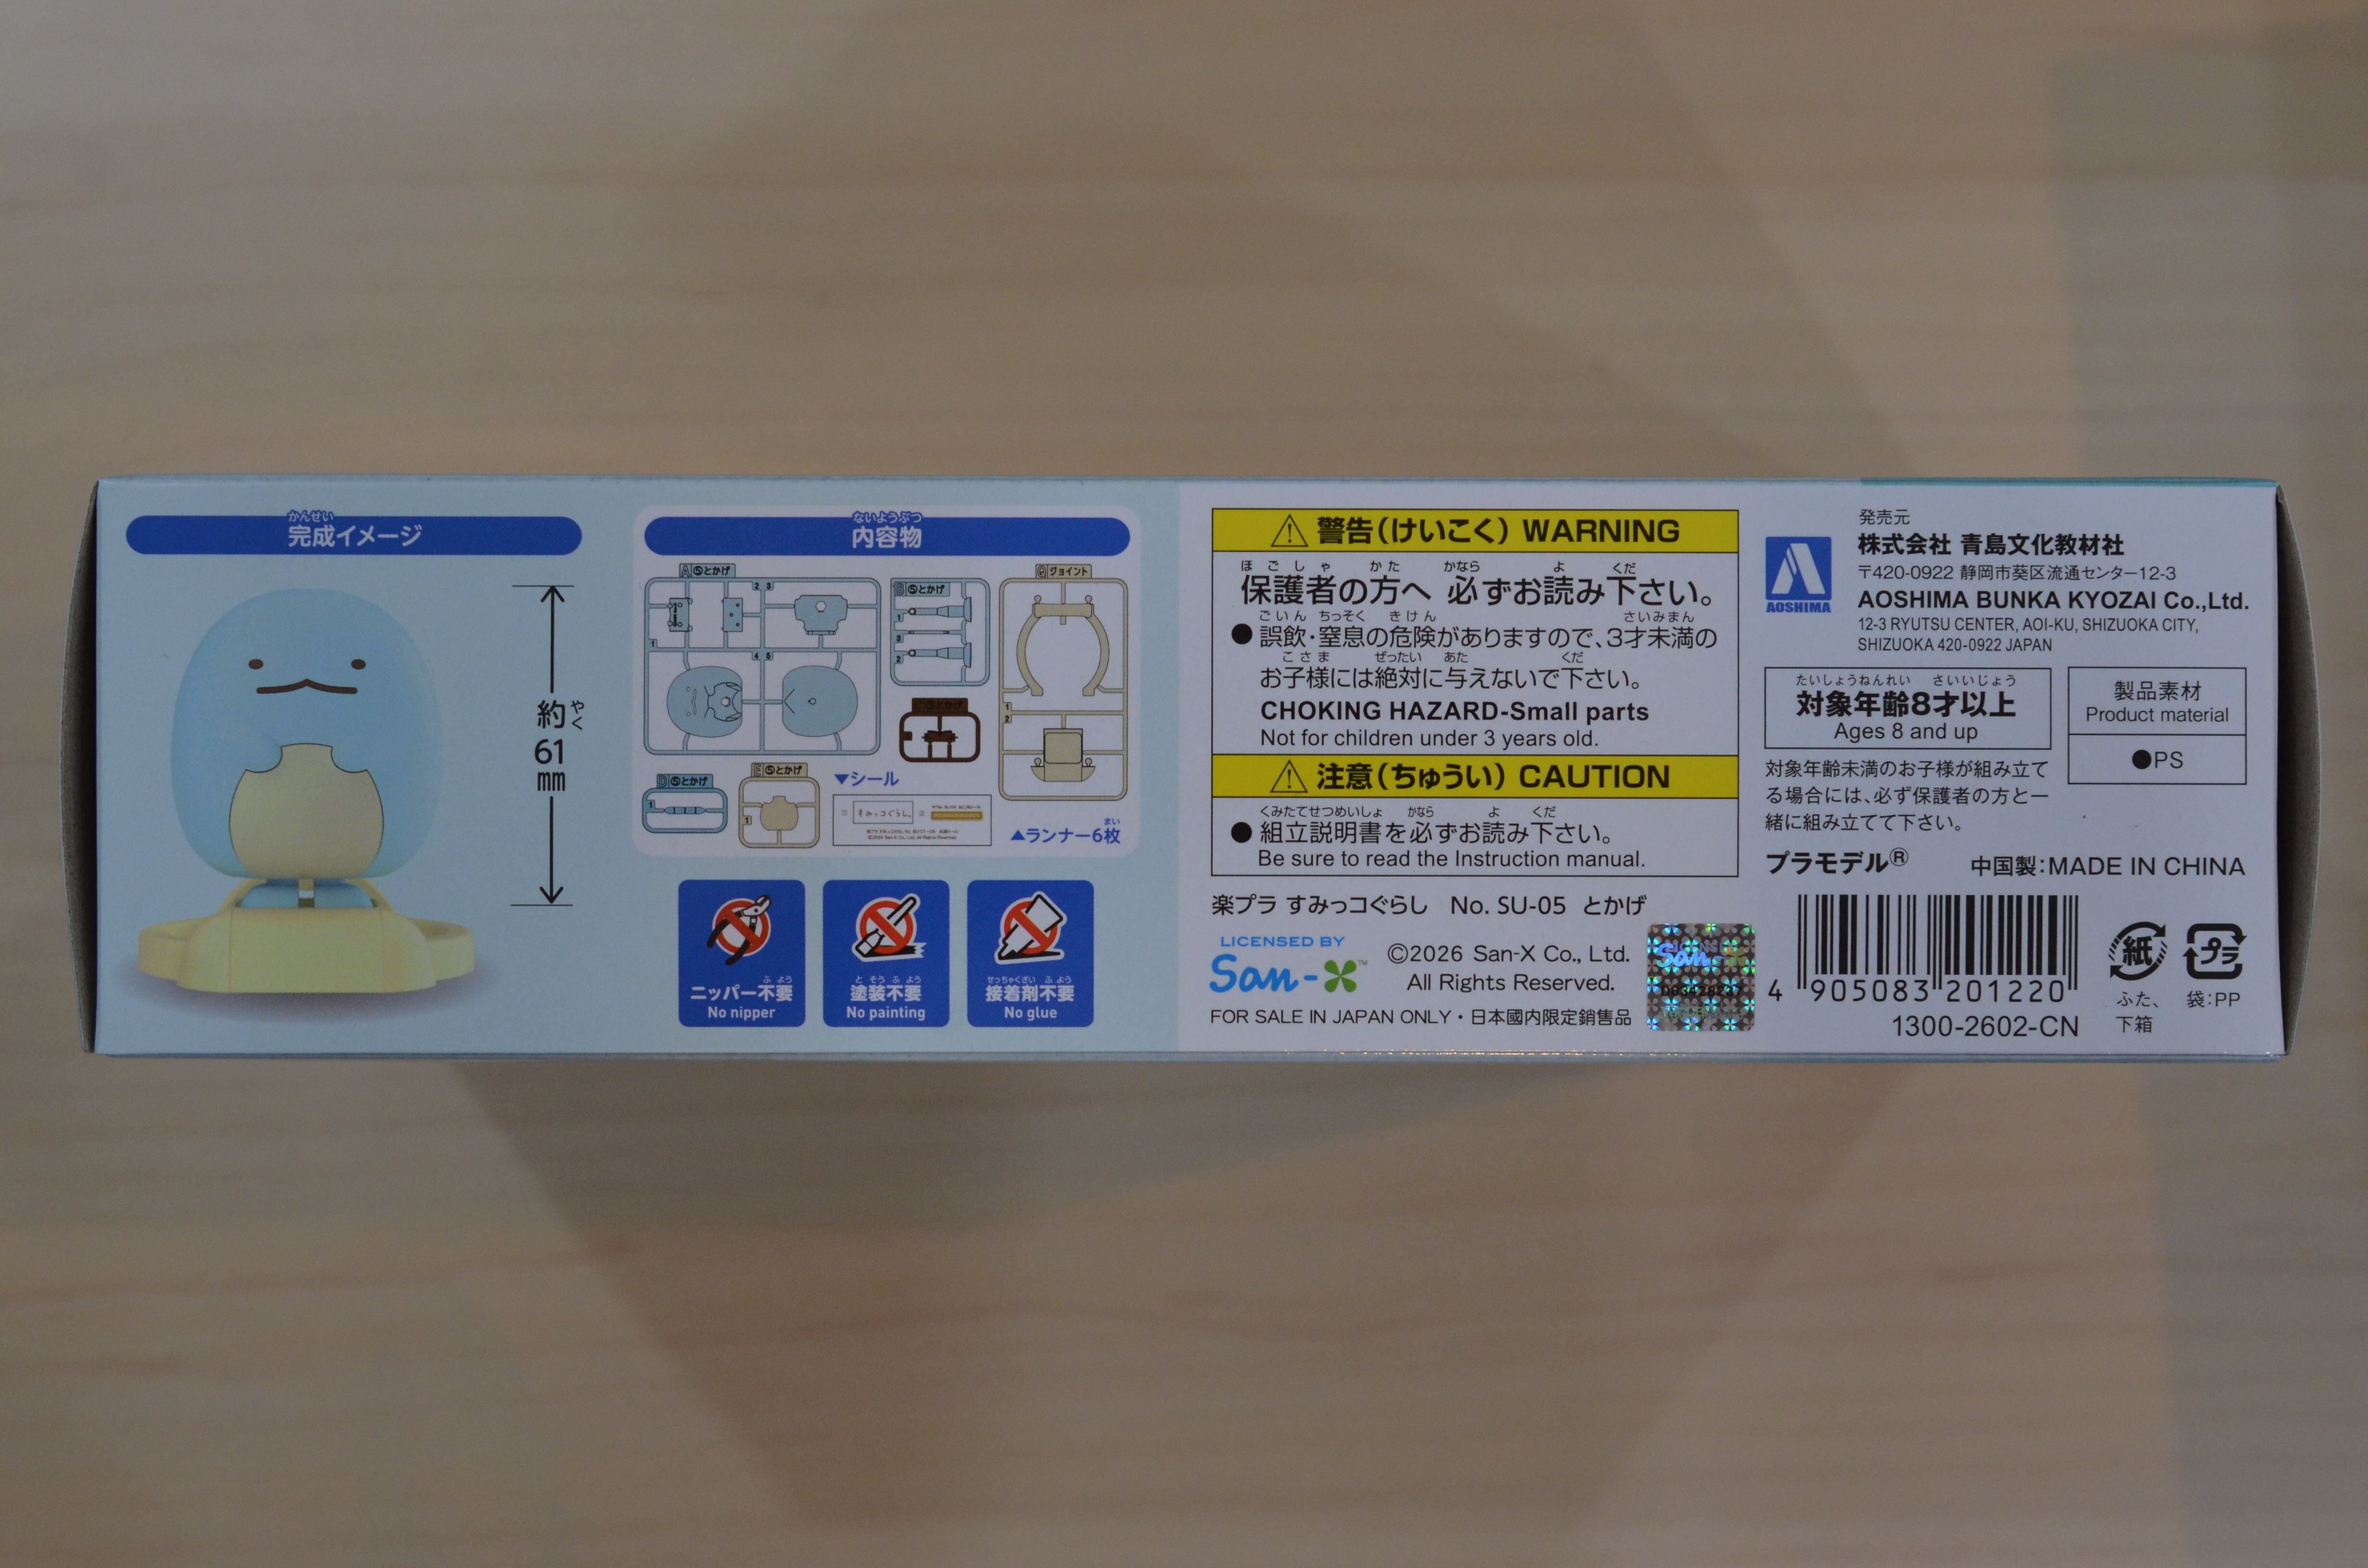 かんせい
完成イメージ
約 やく
61
mm
ないようぶつ
内容物
A⑤とかげ
B⑤とかげ
⑤とかげ
D⑤とかげ
E⑤とかげ
ジョイント
▼シール
すみっコぐらし
まい
▲ランナー6枚
ふよう
ニッパー不要
No nipper
とそうふよう
塗装不要
No painting
せっちゃくざい ふよう
接着剤不要
No glue
警告(けいこく) WARNING
ほごしゃ かた かなら よ くだ
保護者の方へ 必ずお読み下さい。
ごいん ちっそく きけん さいみまん
●誤飲・窒息の危険がありますので、3才未満の
こさま ぜったい あた くだ
お子様には絶対に与えないで下さい。
CHOKING HAZARD-Small parts
Not for children under 3 years old.
注意(ちゅうい) CAUTION
くみたてせつめいしょ かなら よ くだ
●組立説明書を必ずお読み下さい。
Be sure to read the Instruction manual.
楽プラ すみっコぐらし No. SU-05 とかげ
LICENSED BY
San-X™
©2026 San-X Co., Ltd.
All Rights Reserved.
FOR SALE IN JAPAN ONLY・日本國内限定銷售品
San-X
AOSHIMA
発売元
株式会社 青島文化教材社
〒420-0922 静岡市葵区流通センター12-3
AOSHIMA BUNKA KYOZAI Co.,Ltd.
12-3 RYUTSU CENTER, AOI-KU, SHIZUOKA CITY,
SHIZUOKA 420-0922 JAPAN
たいしょうねんれい さいいじょう
対象年齢8才以上
Ages 8 and up
製品素材
Product material
●PS
対象年齢未満のお子様が組み立て
る場合には、必ず保護者の方と一
緒に組み立てて下さい。
プラモデル® 中国製:MADE IN CHINA
4 905083 201220
1300-2602-CN
紙
ふた、
下箱
プラ
袋:PP